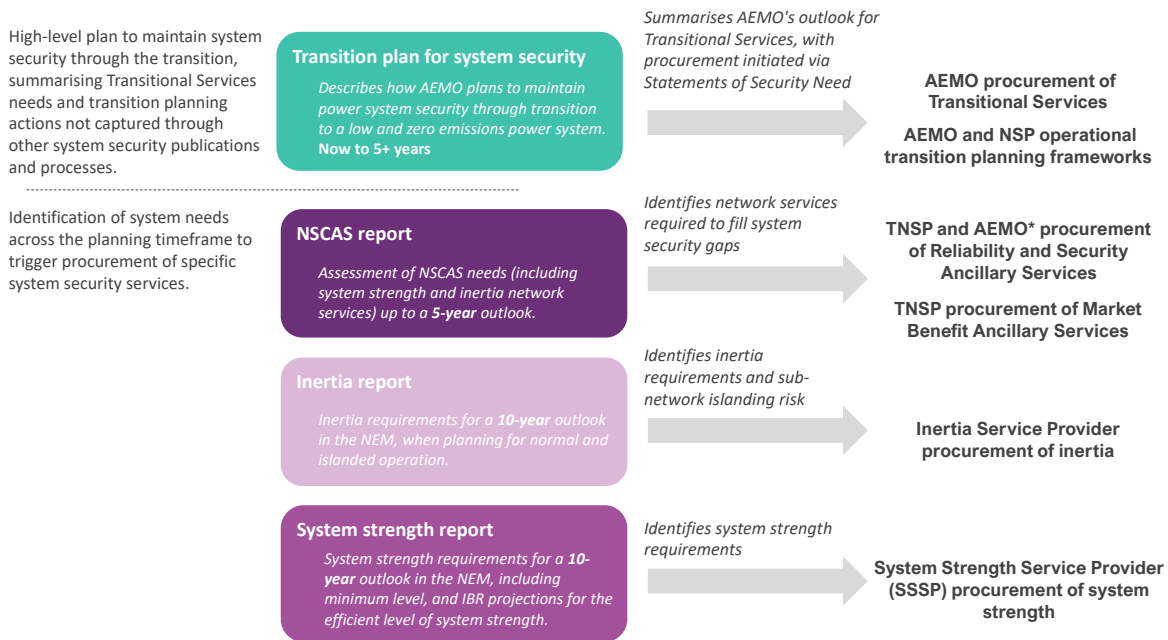 High-level plan to maintain system
security through the transition,
summarising Transitional Services
needs and transition planning
actions not captured through
other system security publications
and processes.
Transition plan for system security
Describes how AEMO plans to maintain
power system security through transition
to a low and zero emissions power system.
Now to 5+ years
Summarises AEMO's outlook for
Transitional Services, with
procurement initiated via
Statements of Security Need
AEMO procurement of
Transitional Services
AEMO and NSP operational
transition planning frameworks
Identification of system needs
across the planning timeframe to
trigger procurement of specific
system security services.
NSCAS report
Assessment of NSCAS needs (including
system strength and inertia network
services) up to a 5-year outlook.
Identifies network services
required to fill system
security gaps
TNSP and AEMO* procurement
of Reliability and Security
Ancillary Services
TNSP procurement of Market
Benefit Ancillary Services
Inertia report
Inertia requirements for a 10-year outlook
in the NEM, when planning for normal and
islanded operation.
Identifies inertia
requirements and sub-
network islanding risk
Inertia Service Provider
procurement of inertia
System strength report
System strength requirements for a 10-
year outlook in the NEM, including
minimum level, and IBR projections for the
efficient level of system strength.
Identifies system strength
requirements
System Strength Service Provider
(SSSP) procurement of system
strength